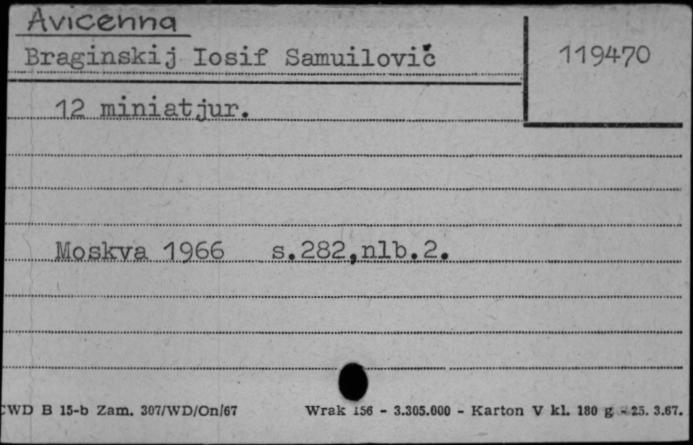 Avicenna
Braginskij Iosif Samuilovič
119470
12 miniatjur.
Moskva 1966 s.282,nlb.2.
CWD B 15-b Zam. 307/WD/On/67 Wrak 156 - 3.305.000 - Karton V kl. 180 g - 25. 3.67.